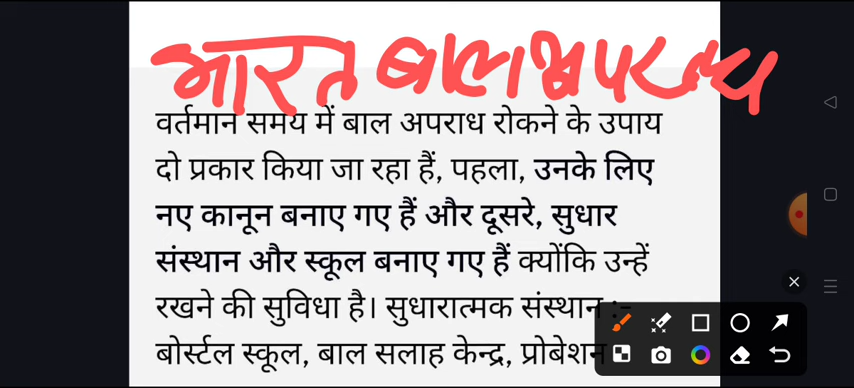 भारत बाल अपराध
वर्तमान समय में बाल अपराध रोकने के उपाय
दो प्रकार किया जा रहा हैं, पहला, उनके लिए
नए कानून बनाए गए हैं और दूसरे, सुधार
संस्थान और स्कूल बनाए गए हैं क्योंकि उन्हें
रखने की सुविधा है। सुधारात्मक संस्थान :-
बोर्स्टल स्कूल, बाल सलाह केन्द्र, प्रोबेशन